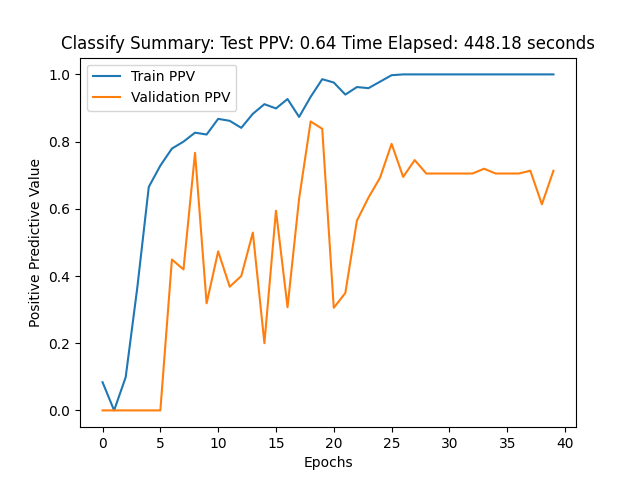 Classify Summary: Test PPV: 0.64 Time Elapsed: 448.18 seconds
Train PPV
Validation PPV
Positive Predictive Value
1.0
0.8
0.6
0.4
0.2
0.0
0 5 10 15 20 25 30 35 40
Epochs